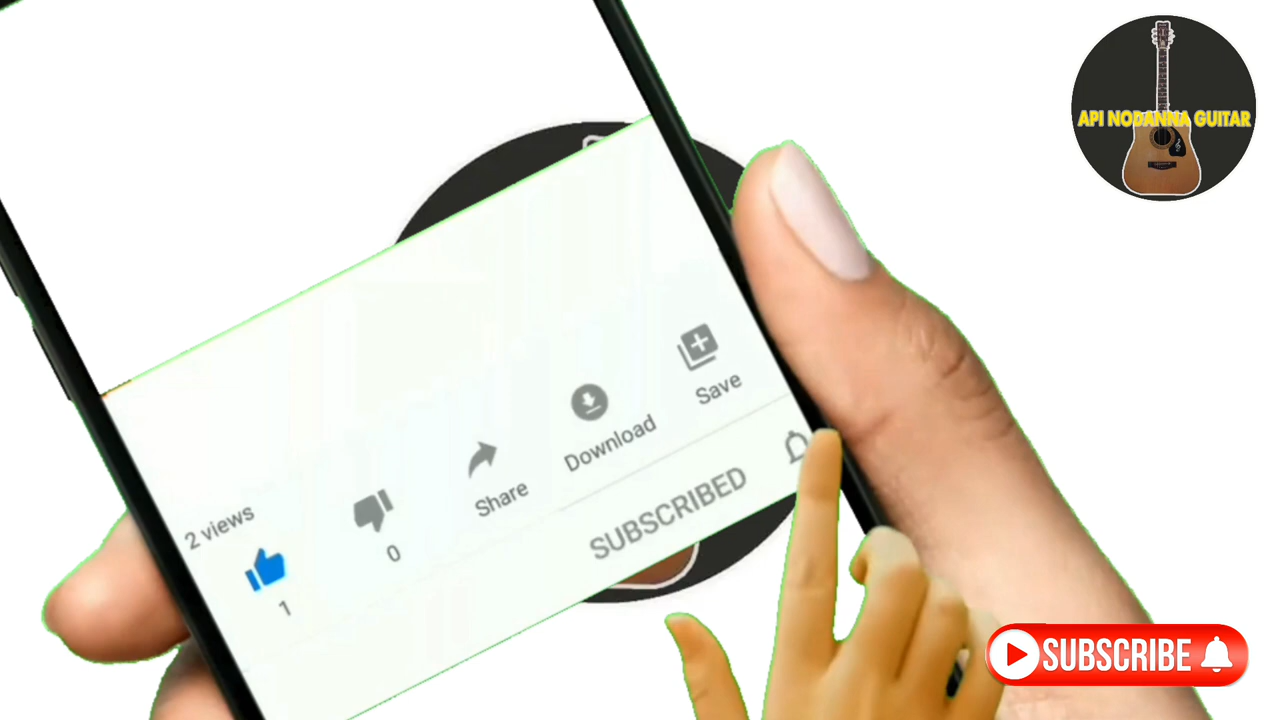 API NODANNA GUITAR
2 views
1
0
Share
Download
Save
SUBSCRIBED
SUBSCRIBE